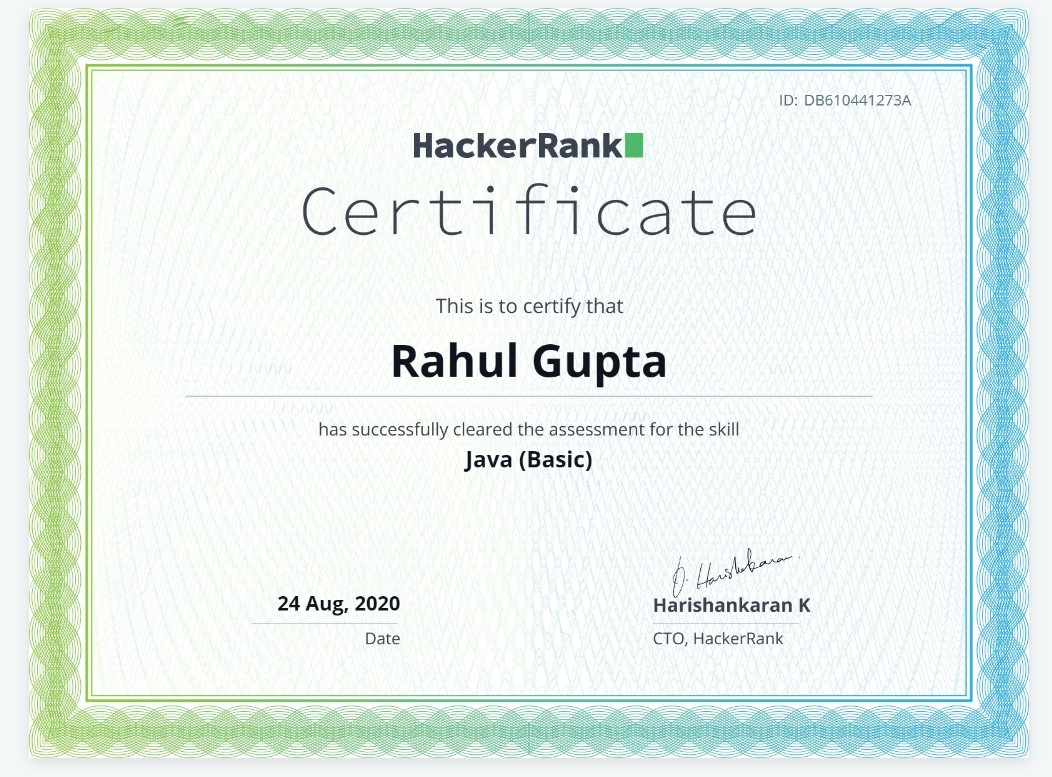 ID: DB610441273A
HackerRank
Certificate
This is to certify that
Rahul Gupta
has successfully cleared the assessment for the skill
Java (Basic)
24 Aug, 2020
Date
Harishankaran K
CTO, HackerRank